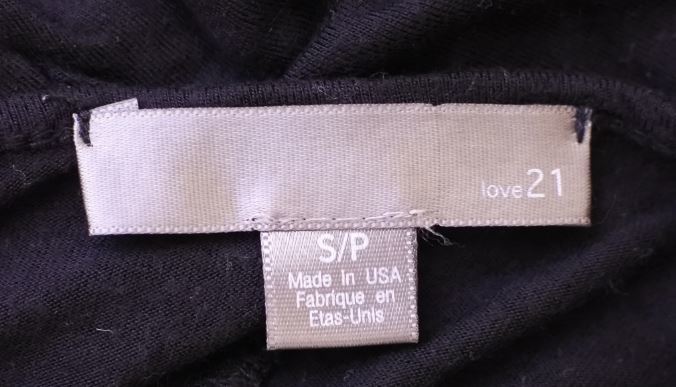 love21
S/P
Made In USA
Fabrique en
Etas-Unis